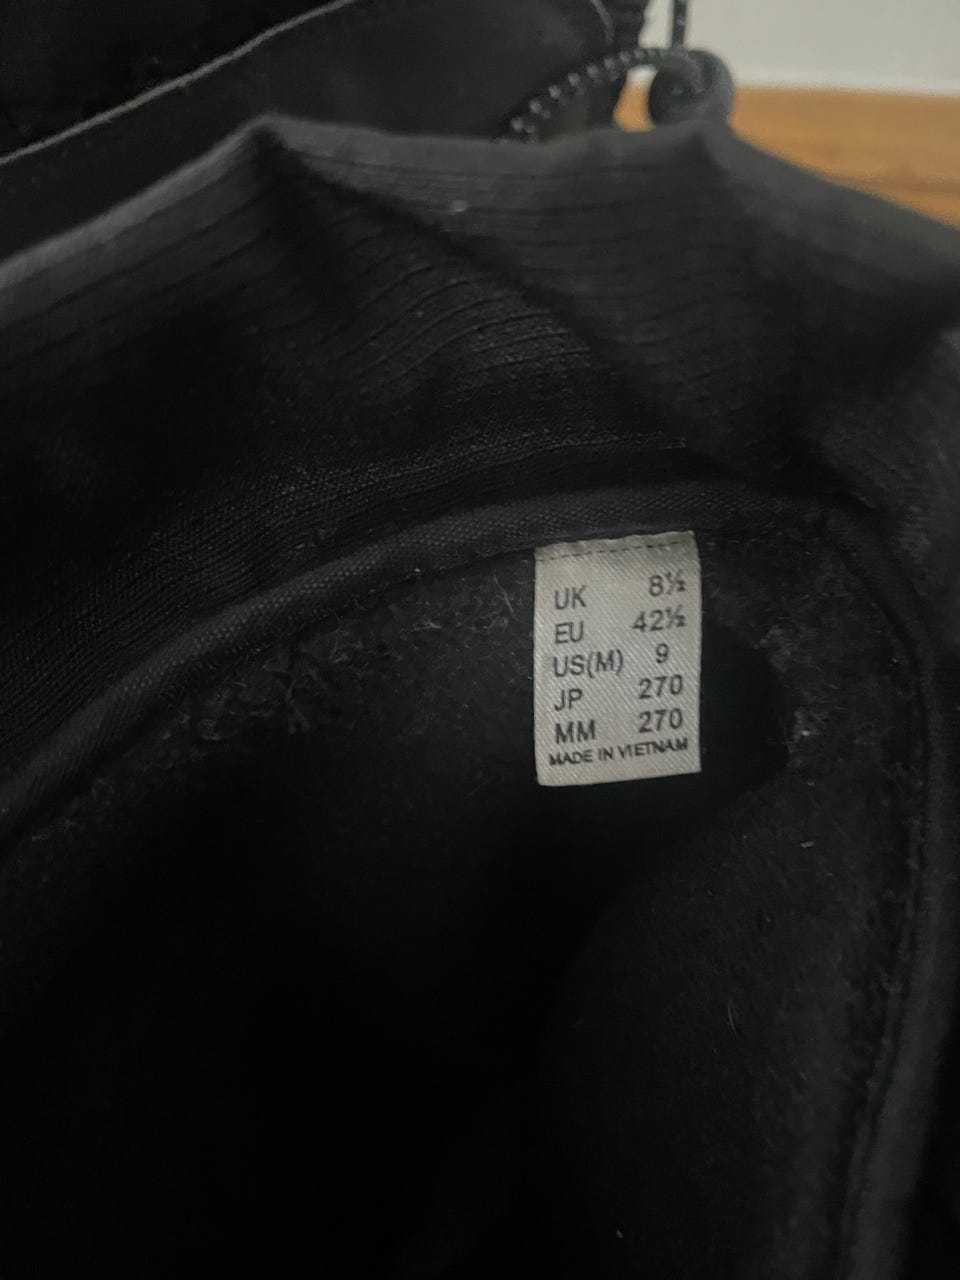 UK 8½
EU 42½
US(M) 9
JP 270
MM 270
MADE IN VIETNAM